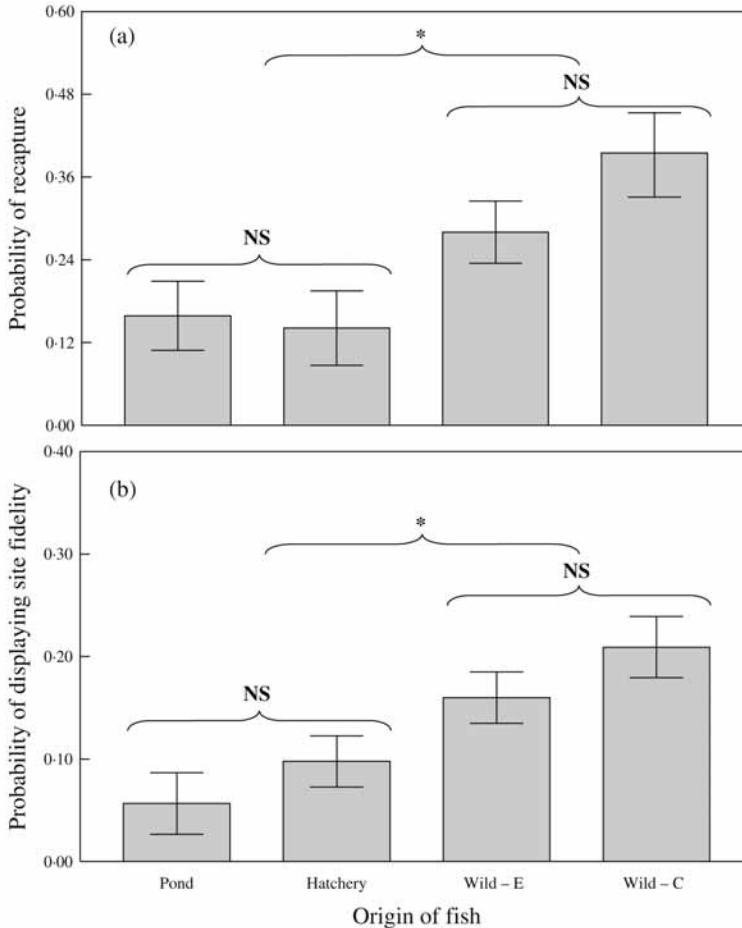 0·60
(a)
*
0·48
NS
0·36
NS
0·24
0·12
0·00
Probability of recapture
0·40
(b)
*
0·30
NS
0·20
NS
0·10
0·00
Probability of displaying site fidelity
Pond Hatchery Wild – E Wild – C
Origin of fish